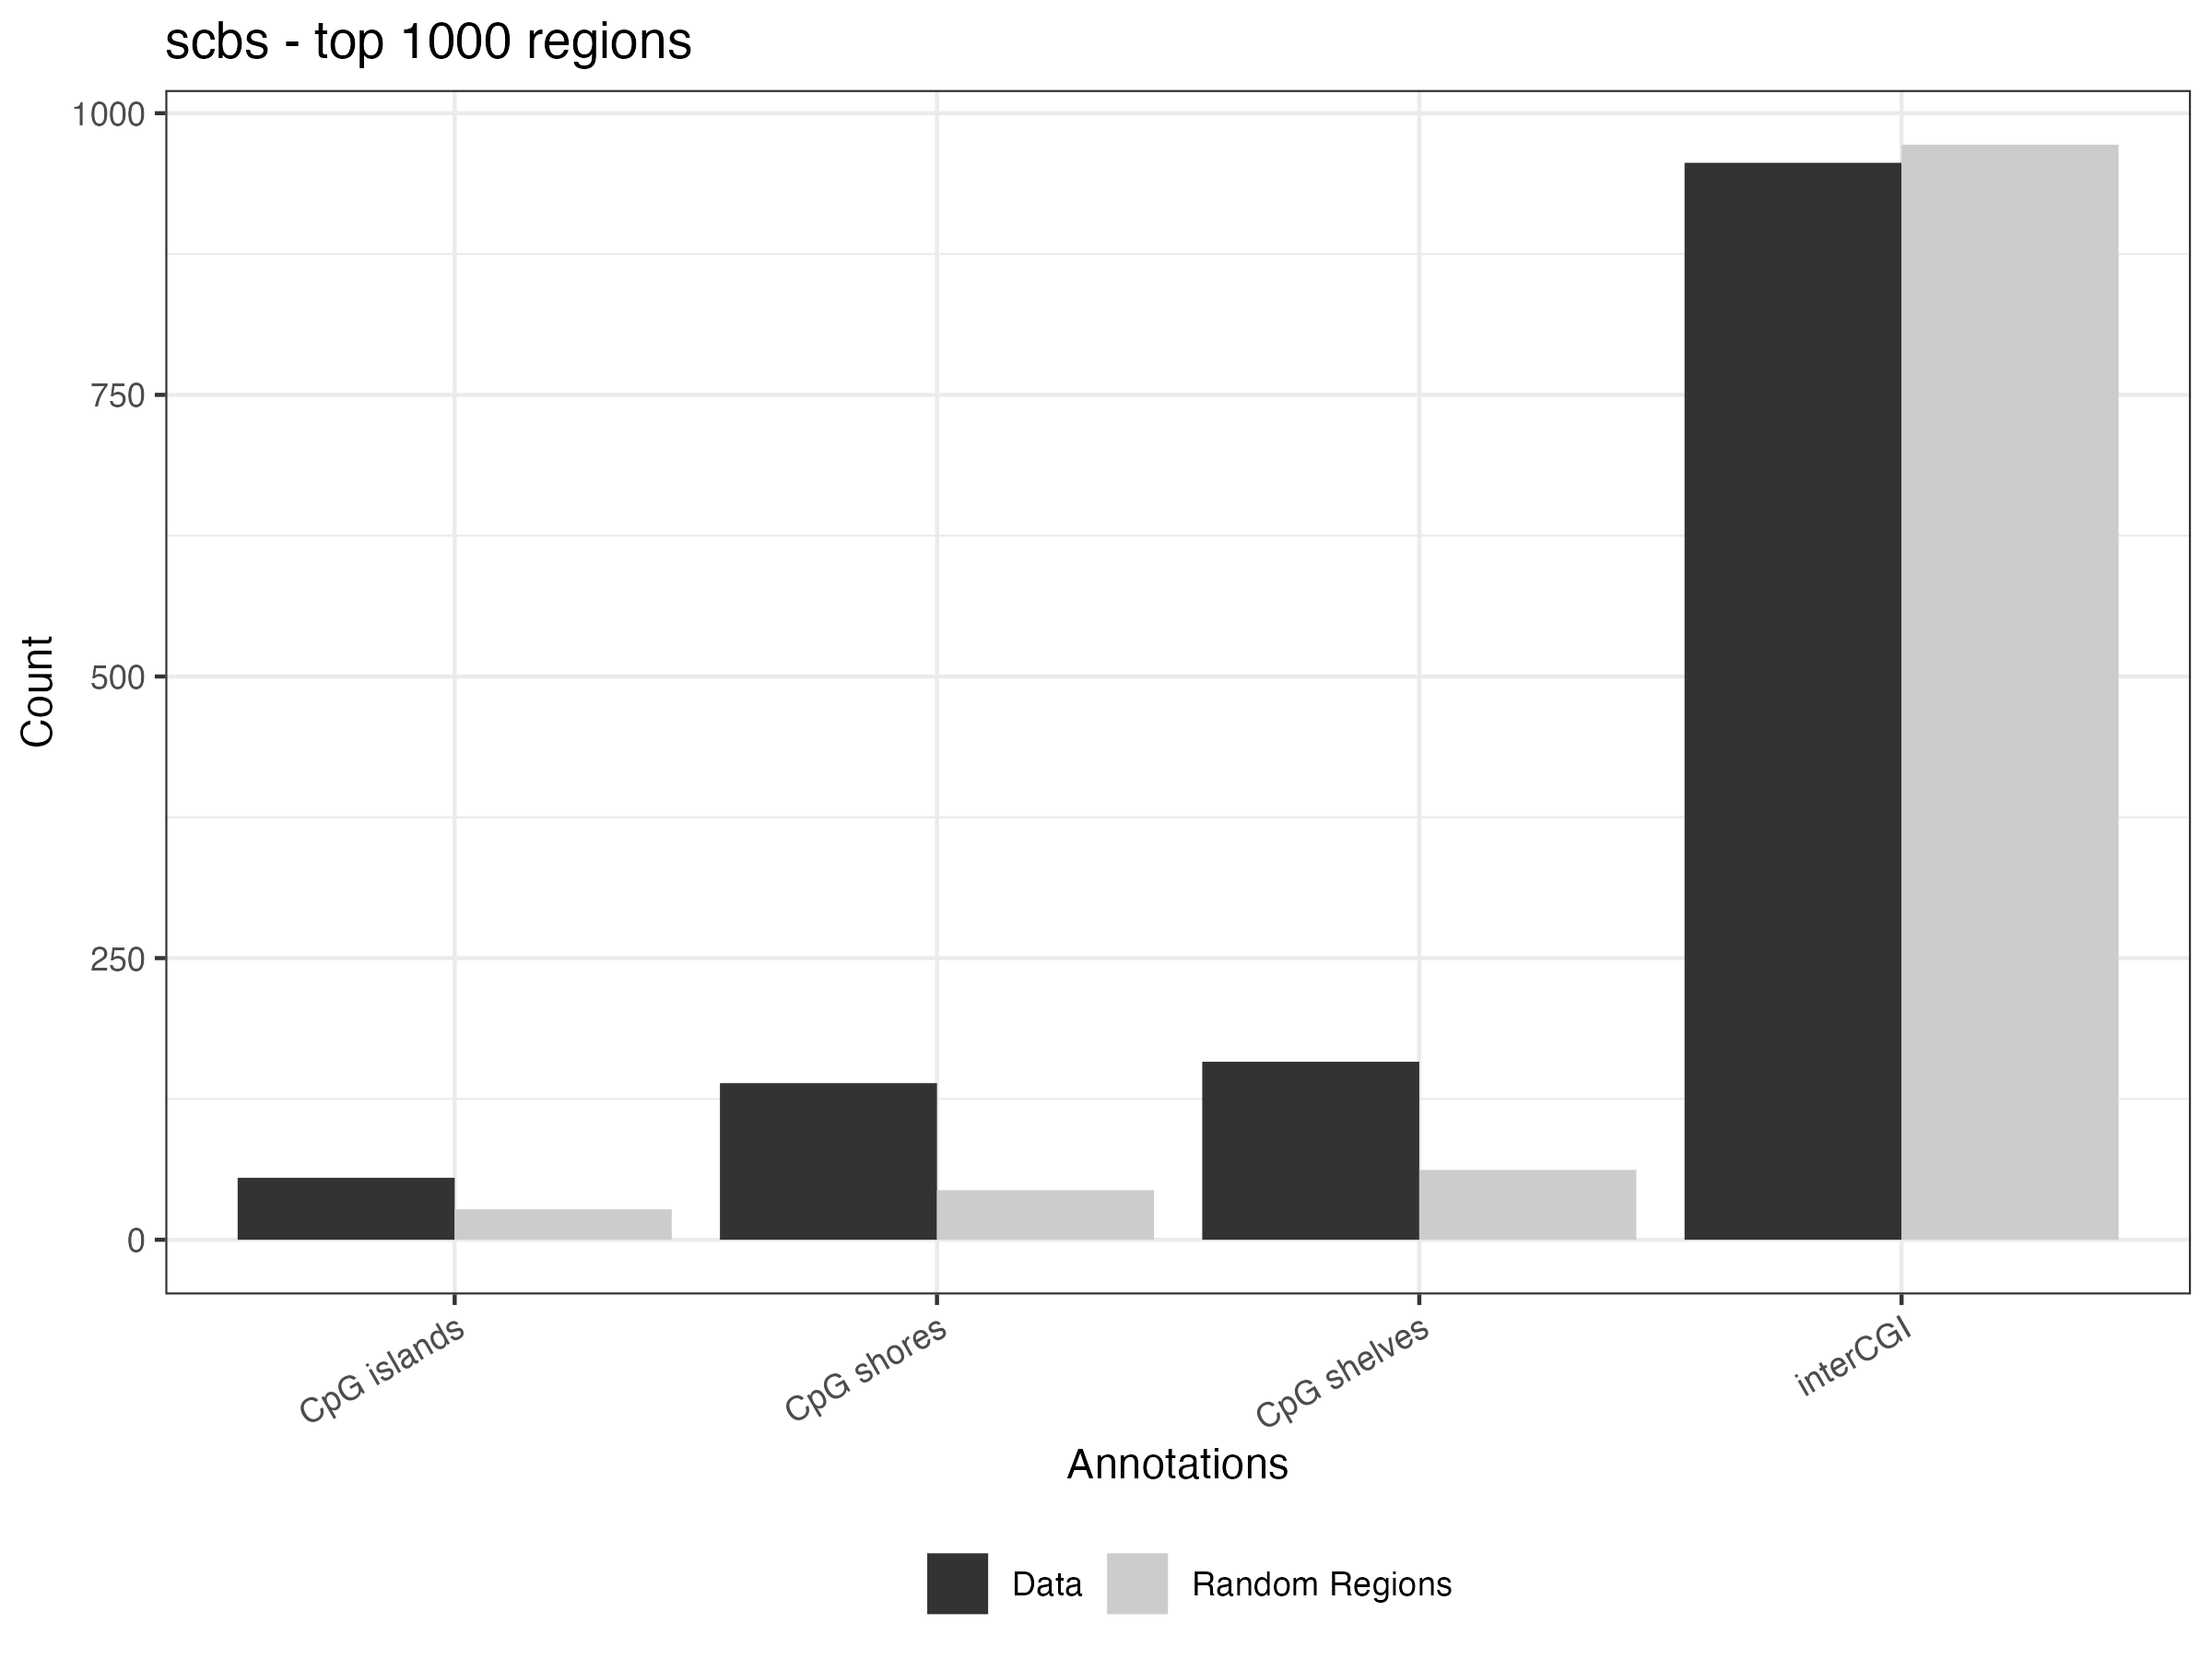 scbs - top 1000 regions
1000
750
500
250
0
Count
CpG islands
CpG shores
CpG shelves
interCGI
Annotations
Data
Random Regions